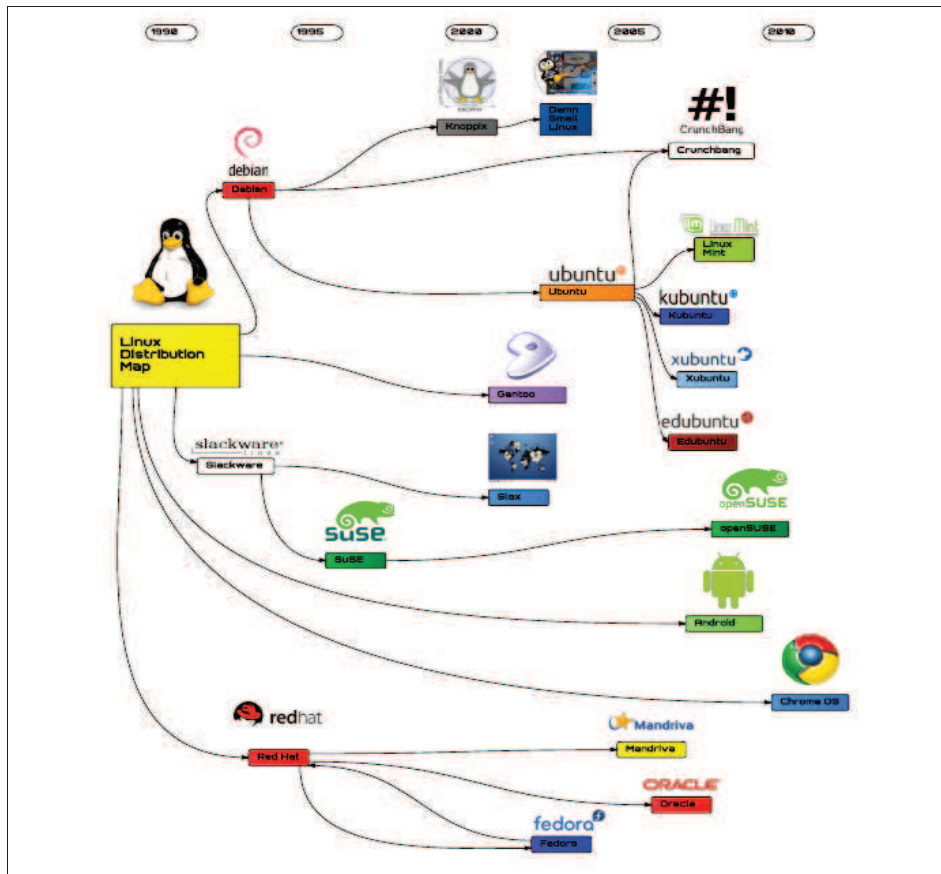 1990
1995
2000
2005
2010
Knoppix
Damn
Small
Linux
#!
CrunchBang
Crunchbang
debian
Debian
Linux Mint
Linux
Mint
ubuntu
Ubuntu
kubuntu
Kubuntu
Linux
Distribution
Map
xubuntu
Xubuntu
Gentoo
edubuntu
Edubuntu
slackware
linux
Slackware
Slax
openSUSE
openSUSE
SuSE
SuSE
Android
Chrome OS
redhat
Red Hat
Mandriva
Mandriva
ORACLE
Oracle
fedora
Fedora